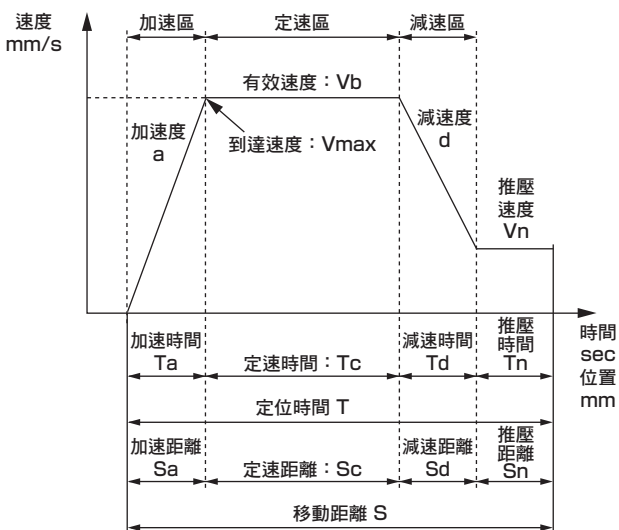 速度
mm/s
加速區
定速區
減速區
有效速度：Vb
加速度
a
到達速度：Vmax
減速度
d
推壓
速度
Vn
加速時間
Ta
定速時間：Tc
減速時間
Td
推壓
時間
Tn
時間
sec
位置
mm
定位時間 T
加速距離
Sa
定速距離：Sc
減速距離
Sd
推壓
距離
Sn
移動距離 S